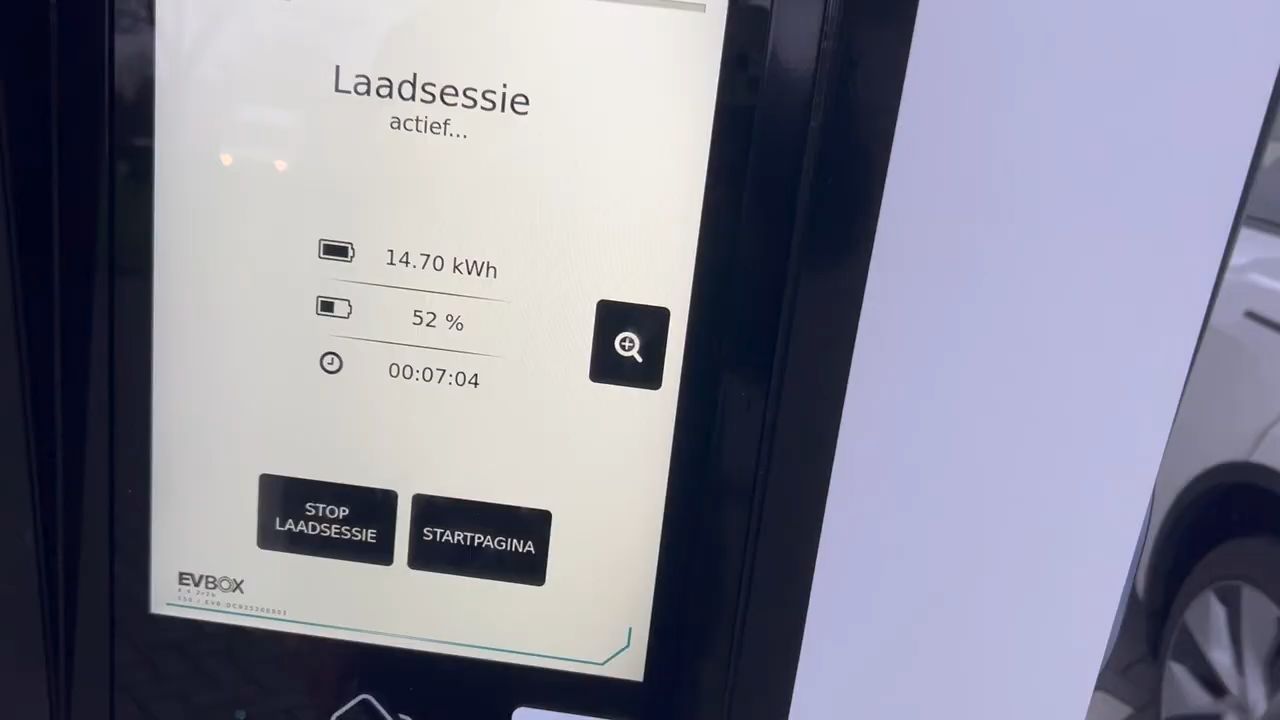 Laadsessie
actief...
14.70 kWh
52 %
00:07:04
STOP
LAADSESSIE
STARTPAGINA
EVBOX